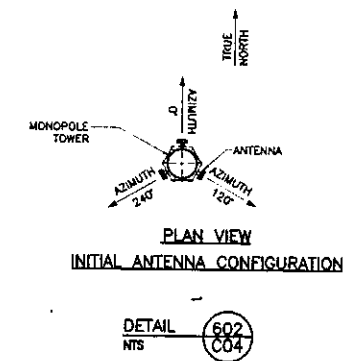 TRUE
NORTH
AZIMUTH
0°
MONOPOLE
TOWER
ANTENNA
AZIMUTH
240°
AZIMUTH
120°
PLAN VIEW
INITIAL ANTENNA CONFIGURATION
DETAIL 602
NTS C04